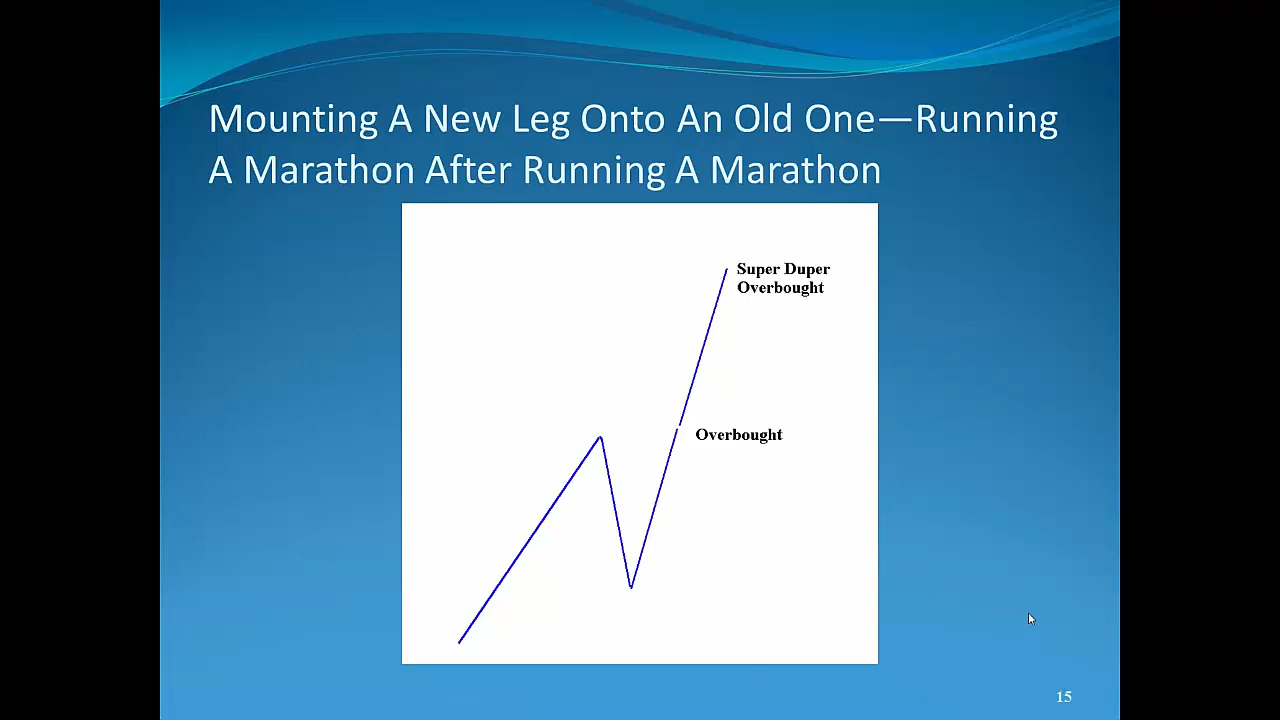 Mounting A New Leg Onto An Old One—Running
A Marathon After Running A Marathon
Super Duper
Overbought
Overbought
15